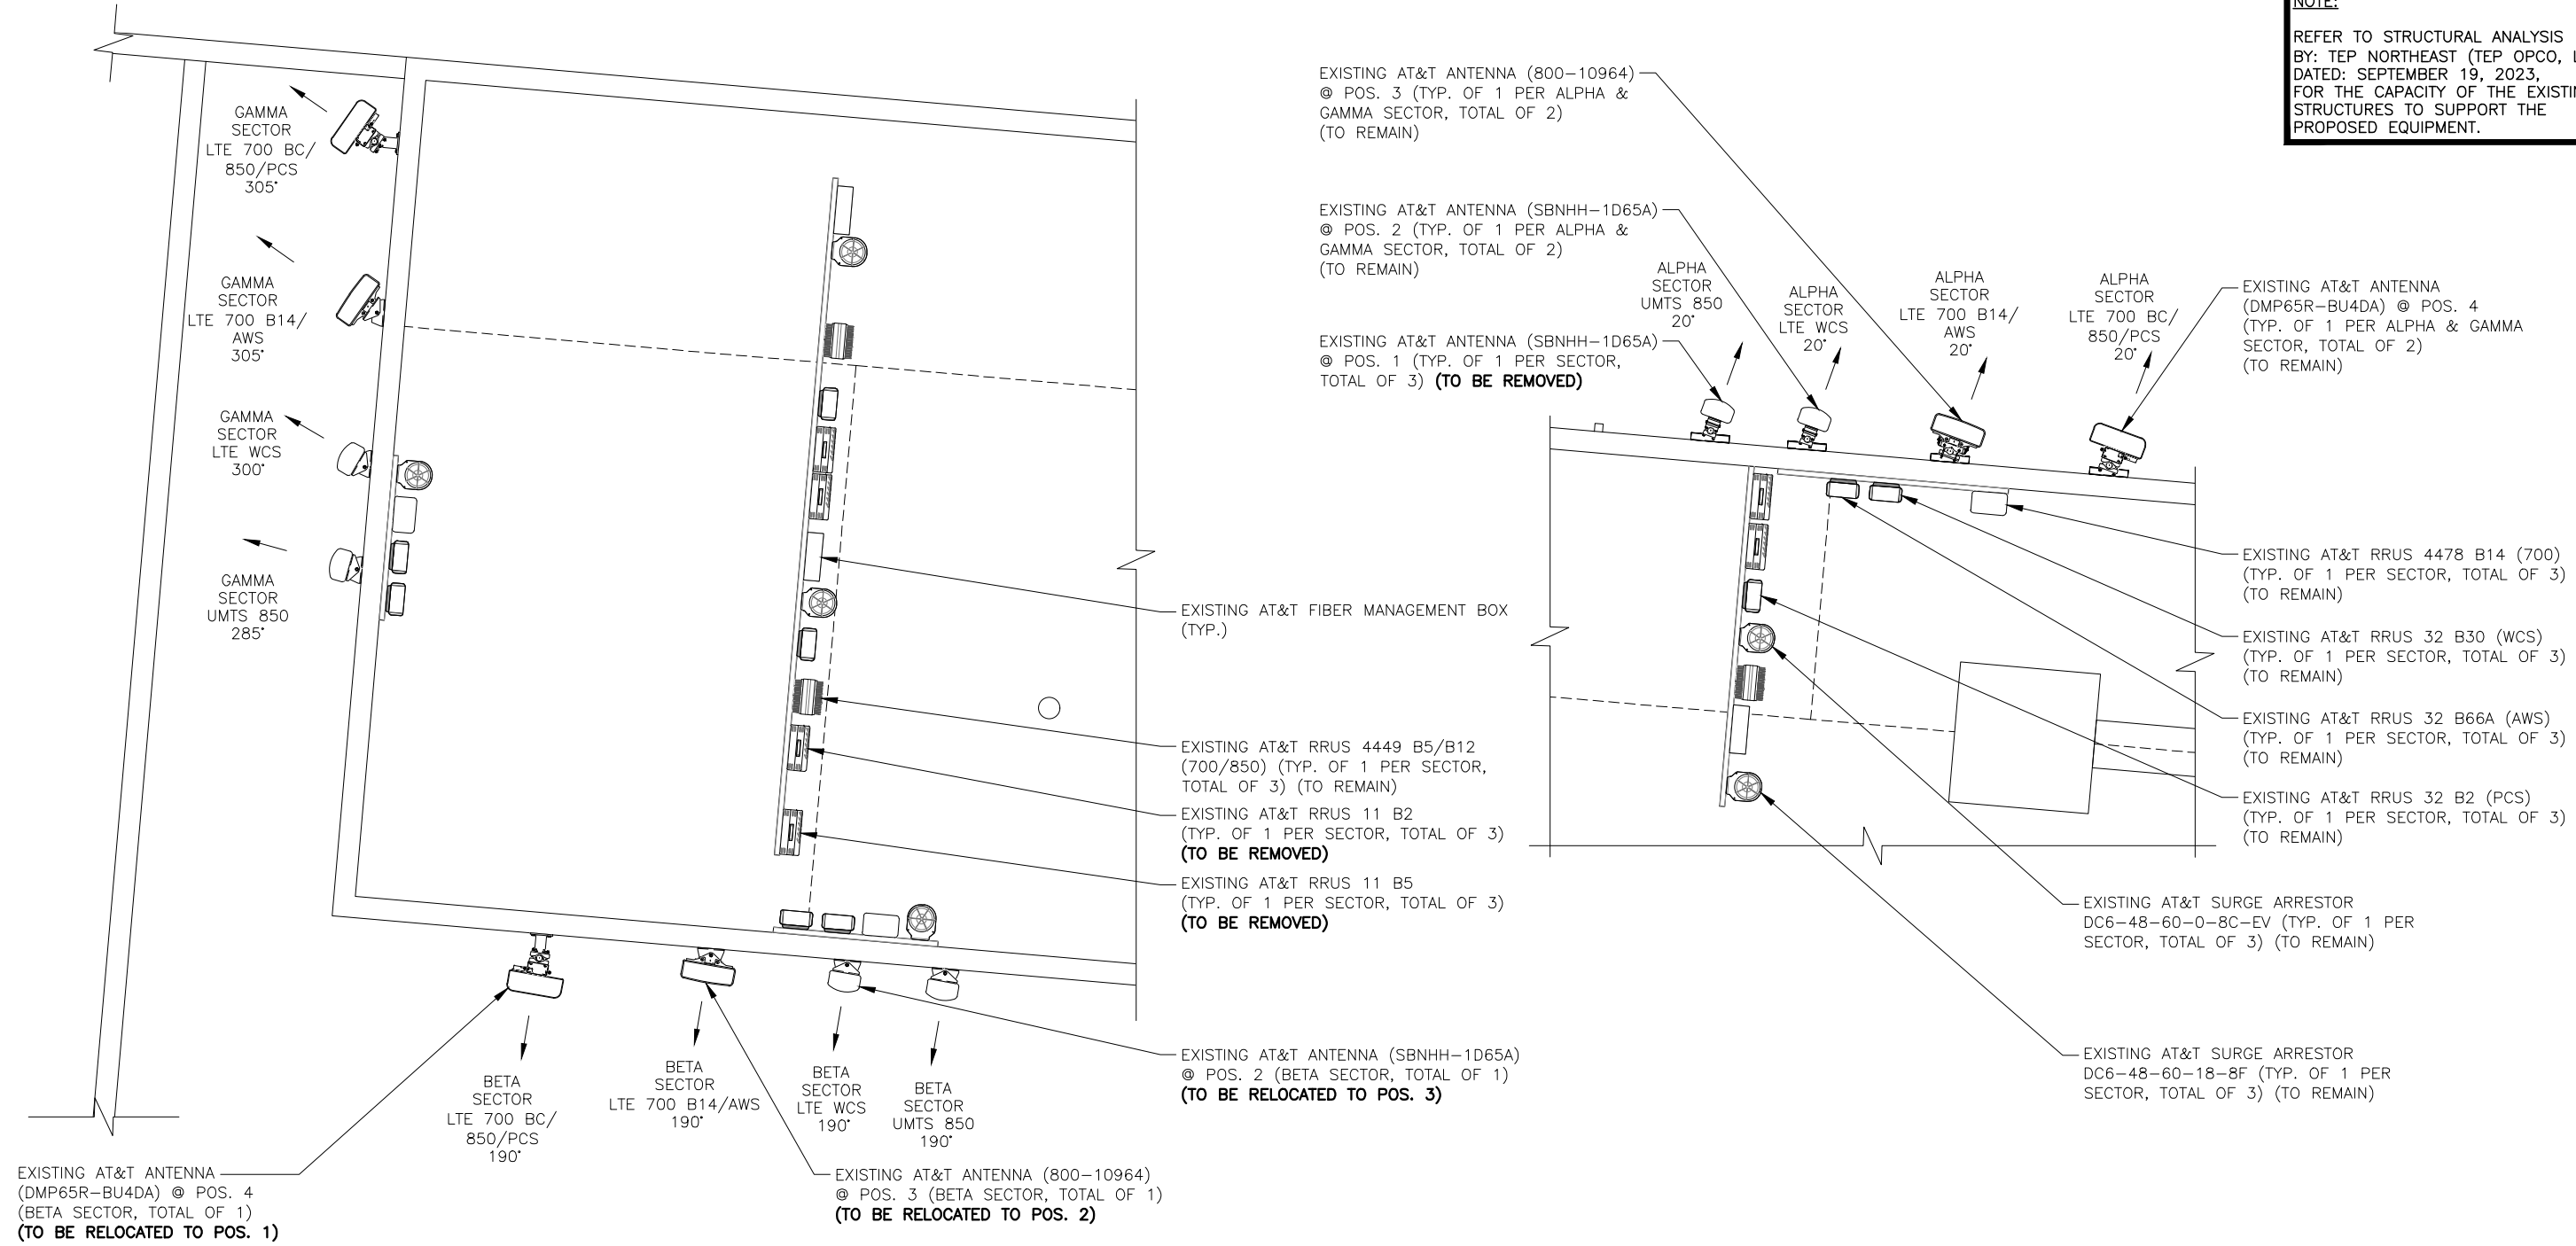 NOTE:
REFER TO STRUCTURAL ANALYSIS
BY: TEP NORTHEAST (TEP OPCO,
DATED: SEPTEMBER 19, 2023,
FOR THE CAPACITY OF THE
STRUCTURES TO SUPPORT THE
PROPOSED EQUIPMENT.
GAMMA
SECTOR
LTE 700 BC/
850/PCS
305°
GAMMA
SECTOR
LTE 700 B14/
AWS
305°
GAMMA
SECTOR
LTE WCS
300°
GAMMA
SECTOR
UMTS 850
285°
EXISTING AT&T FIBER MANAGEMENT BOX
(TYP.)
EXISTING AT&T RRUS 4449 B5/B12
(700/850) (TYP. OF 1 PER SECTOR,
TOTAL OF 3) (TO REMAIN)
EXISTING AT&T RRUS 11 B2
(TYP. OF 1 PER SECTOR, TOTAL OF 3)
(TO BE REMOVED)
EXISTING AT&T RRUS 11 B5
(TYP. OF 1 PER SECTOR, TOTAL OF 3)
(TO BE REMOVED)
EXISTING AT&T ANTENNA (SBNHH-1D65A)
@ POS. 2 (BETA SECTOR, TOTAL OF 1)
(TO BE RELOCATED TO POS. 3)
BETA
SECTOR
LTE 700 BC/
850/PCS
190°
BETA
SECTOR
LTE 700 B14/AWS
190°
BETA
SECTOR
LTE WCS
190°
BETA
SECTOR
UMTS 850
190°
EXISTING AT&T ANTENNA
(DMP65R-BU4DA) @ POS. 4
(BETA SECTOR, TOTAL OF 1)
(TO BE RELOCATED TO POS. 1)
EXISTING AT&T ANTENNA (800-10964)
@ POS. 3 (BETA SECTOR, TOTAL OF 1)
(TO BE RELOCATED TO POS. 2)
EXISTING AT&T ANTENNA (800-10964)
@ POS. 3 (TYP. OF 1 PER ALPHA &
GAMMA SECTOR, TOTAL OF 2)
(TO REMAIN)
EXISTING AT&T ANTENNA (SBNHH-1D65A)
@ POS. 2 (TYP. OF 1 PER ALPHA &
GAMMA SECTOR, TOTAL OF 2)
(TO REMAIN)
EXISTING AT&T ANTENNA (SBNHH-1D65A)
@ POS. 1 (TYP. OF 1 PER SECTOR,
TOTAL OF 3) (TO BE REMOVED)
ALPHA
SECTOR
UMTS 850
20°
ALPHA
SECTOR
LTE WCS
20°
ALPHA
SECTOR
LTE 700 B14/
AWS
20°
ALPHA
SECTOR
LTE 700 BC/
850/PCS
20°
EXISTING AT&T ANTENNA
(DMP65R-BU4DA) @ POS. 4
(TYP. OF 1 PER ALPHA & GAMMA
SECTOR, TOTAL OF 2)
(TO REMAIN)
EXISTING AT&T RRUS 4478 B14 (700)
(TYP. OF 1 PER SECTOR, TOTAL OF 3)
(TO REMAIN)
EXISTING AT&T RRUS 32 B30 (WCS)
(TYP. OF 1 PER SECTOR, TOTAL OF 3)
(TO REMAIN)
EXISTING AT&T RRUS 32 B66A (AWS)
(TYP. OF 1 PER SECTOR, TOTAL OF 3)
(TO REMAIN)
EXISTING AT&T RRUS 32 B2 (PCS)
(TYP. OF 1 PER SECTOR, TOTAL OF 3)
(TO REMAIN)
EXISTING AT&T SURGE ARRESTOR
DC6-48-60-0-8C-EV (TYP. OF 1 PER
SECTOR, TOTAL OF 3) (TO REMAIN)
EXISTING AT&T SURGE ARRESTOR
DC6-48-60-18-8F (TYP. OF 1 PER
SECTOR, TOTAL OF 3) (TO REMAIN)